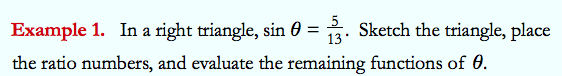 Example 1. In a right triangle, sin θ = 5/13. Sketch the triangle, place
the ratio numbers, and evaluate the remaining functions of θ.